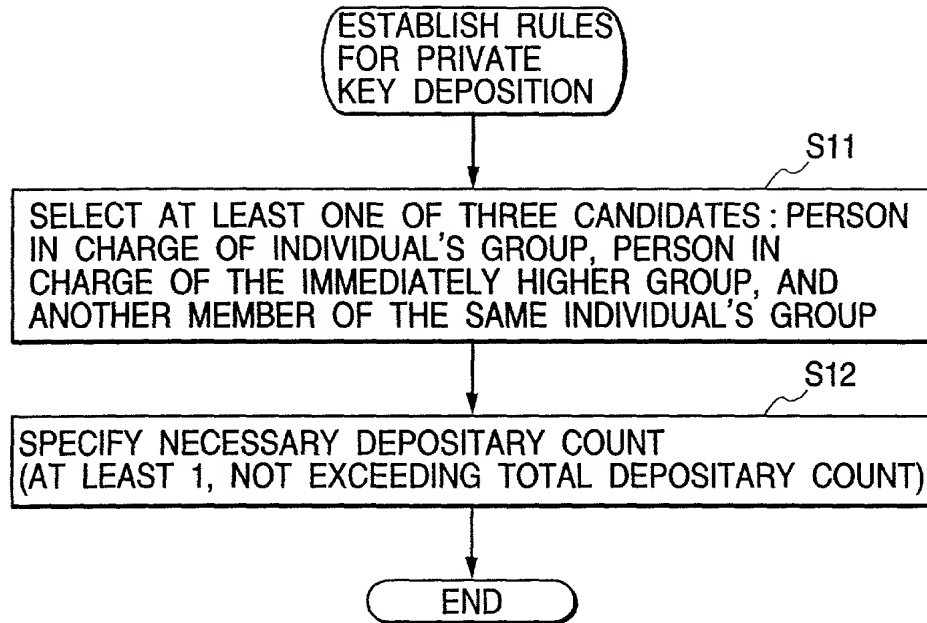 ESTABLISH RULES
FOR PRIVATE
KEY DEPOSITION
S11
SELECT AT LEAST ONE OF THREE CANDIDATES : PERSON
IN CHARGE OF INDIVIDUAL'S GROUP, PERSON IN
CHARGE OF THE IMMEDIATELY HIGHER GROUP, AND
ANOTHER MEMBER OF THE SAME INDIVIDUAL'S GROUP
S12
SPECIFY NECESSARY DEPOSITARY COUNT
(AT LEAST 1, NOT EXCEEDING TOTAL DEPOSITARY COUNT)
END